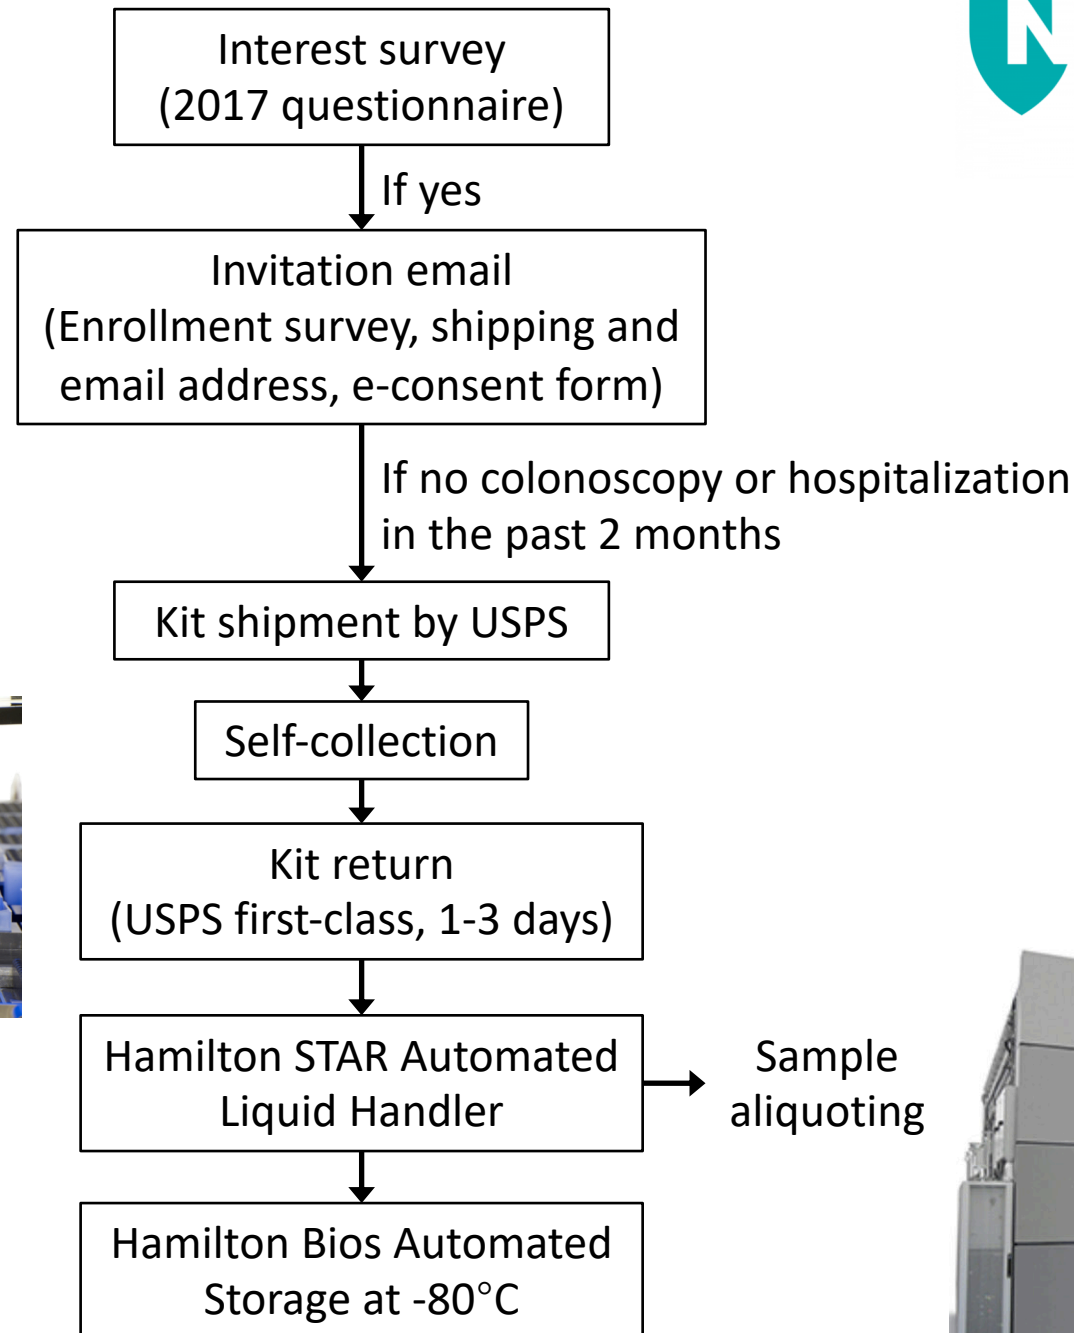 N
Interest survey
(2017 questionnaire)
If yes
Invitation email
(Enrollment survey, shipping and
email address, e-consent form)
If no colonoscopy or hospitalization
in the past 2 months
Kit shipment by USPS
Self-collection
Kit return
(USPS first-class, 1-3 days)
Hamilton STAR Automated
Liquid Handler
Sample
aliquoting
Hamilton Bios Automated
Storage at -80°C